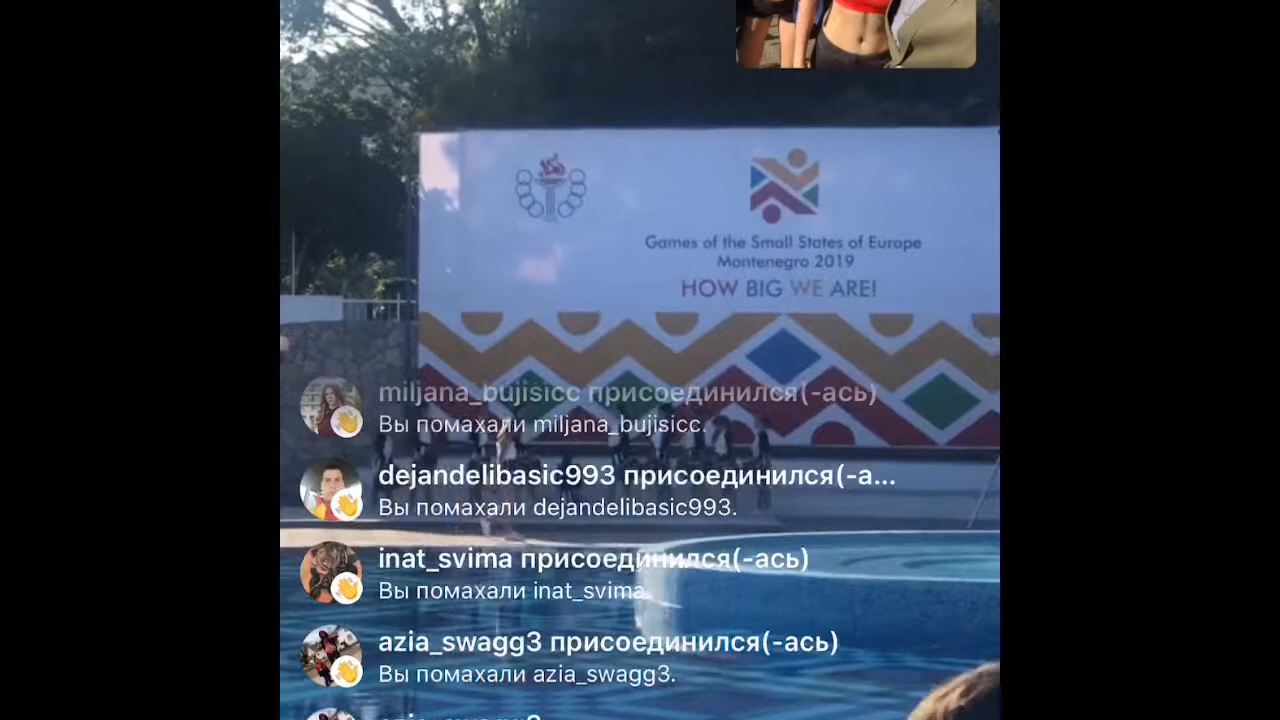 Games of the Small States of Europe
Montenegro 2019
HOW BIG WE ARE!
miljana_bujisicc присоединился(-ась)
Вы помахали miljana_bujisicc.
dejandelibasic993 присоединился(-а...
Вы помахали dejandelibasic993.
inat_svima присоединился(-ась)
Вы помахали inat_svima.
azia_swagg3 присоединился(-ась)
Вы помахали azia_swagg3.